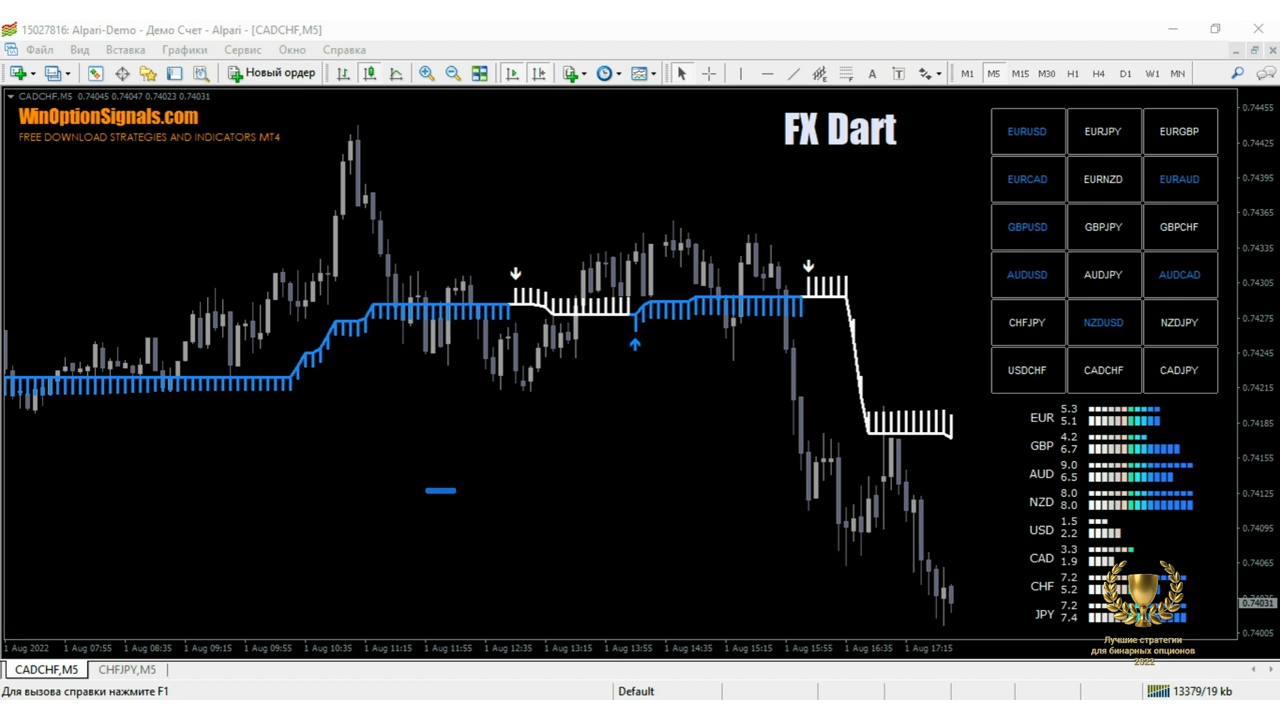 15027816: Alpari-Demo - Демо Счет - Alpari - [CADCHF,M5]
Файл Вид Вставка Графики Сервис Окно Справка
Новый ордер A T M1 M5 M15 M30 H1 H4 D1 W1 MN
CADCHF,M5 0.74045 0.74047 0.74023 0.74031
WinOptionSignals.com
FREE DOWNLOAD STRATEGIES AND INDICATORS MT4
FX Dart
EURUSD EURJPY EURGBP
EURCAD EURNZD EURAUD
GBPUSD GBPJPY GBPCHF
AUDUSD AUDJPY AUDCAD
CHFJPY NZDUSD NZDJPY
USDCHF CADCHF CADJPY
EUR 5.3 5.1
GBP 4.2 6.7
AUD 9.0 6.5
NZD 8.0 8.0
USD 1.5 2.2
CAD 3.3 1.9
CHF 7.2 5.2
JPY 7.2 7.4
0.74455
0.74425
0.74395
0.74365
0.74335
0.74305
0.74275
0.74245
0.74215
0.74185
0.74155
0.74125
0.74095
0.74065
0.74031
0.74005
Лучшие стратегии
для бинарных опционов
2022
1 Aug 2022 1 Aug 07:55 1 Aug 08:35 1 Aug 09:15 1 Aug 09:55 1 Aug 10:35 1 Aug 11:15 1 Aug 11:55 1 Aug 12:35 1 Aug 13:15 1 Aug 13:55 1 Aug 14:35 1 Aug 15:15 1 Aug 15:55 1 Aug 16:35 1 Aug 17:15
CADCHF,M5 CHFJPY,M5
Для вызова справки нажмите F1 Default 13379/19 kb